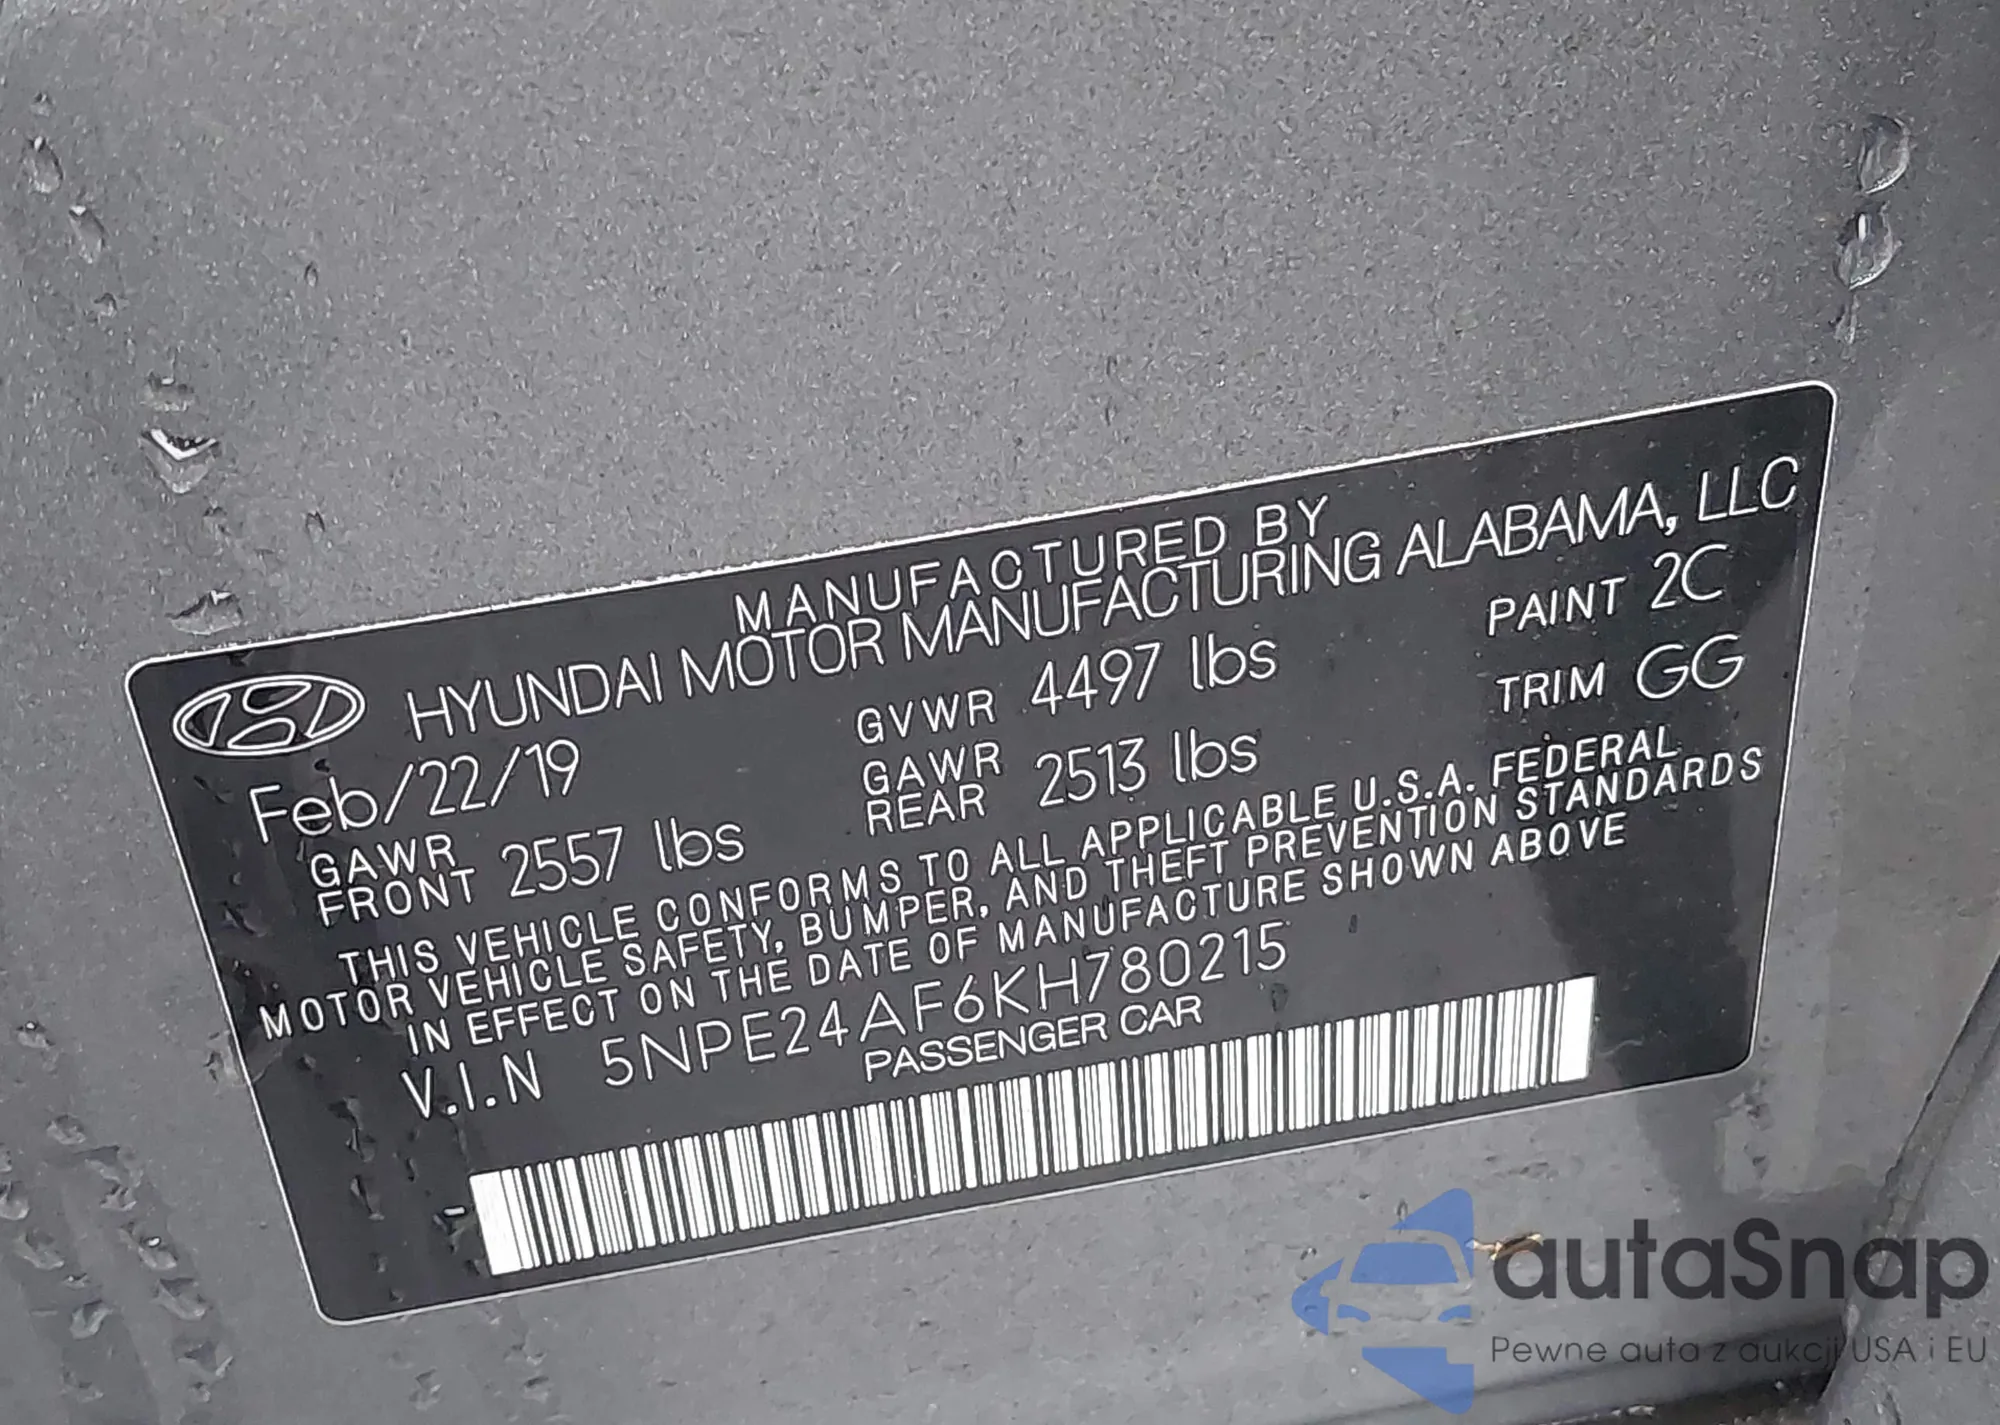 MANUFACTURED BY
HYUNDAI MOTOR MANUFACTURING ALABAMA, LLC
Feb/22/19 GVWR 4497 lbs PAINT 2C
GAWR FRONT 2557 lbs GAWR REAR 2513 lbs TRIM GG
THIS VEHICLE CONFORMS TO ALL APPLICABLE U.S.A. FEDERAL
MOTOR VEHICLE SAFETY, BUMPER, AND THEFT PREVENTION STANDARDS
IN EFFECT ON THE DATE OF MANUFACTURE SHOWN ABOVE
V.I.N 5NPE24AF6KH780215
PASSENGER CAR
autaSnap
Pewne auta z aukcji USA i EU